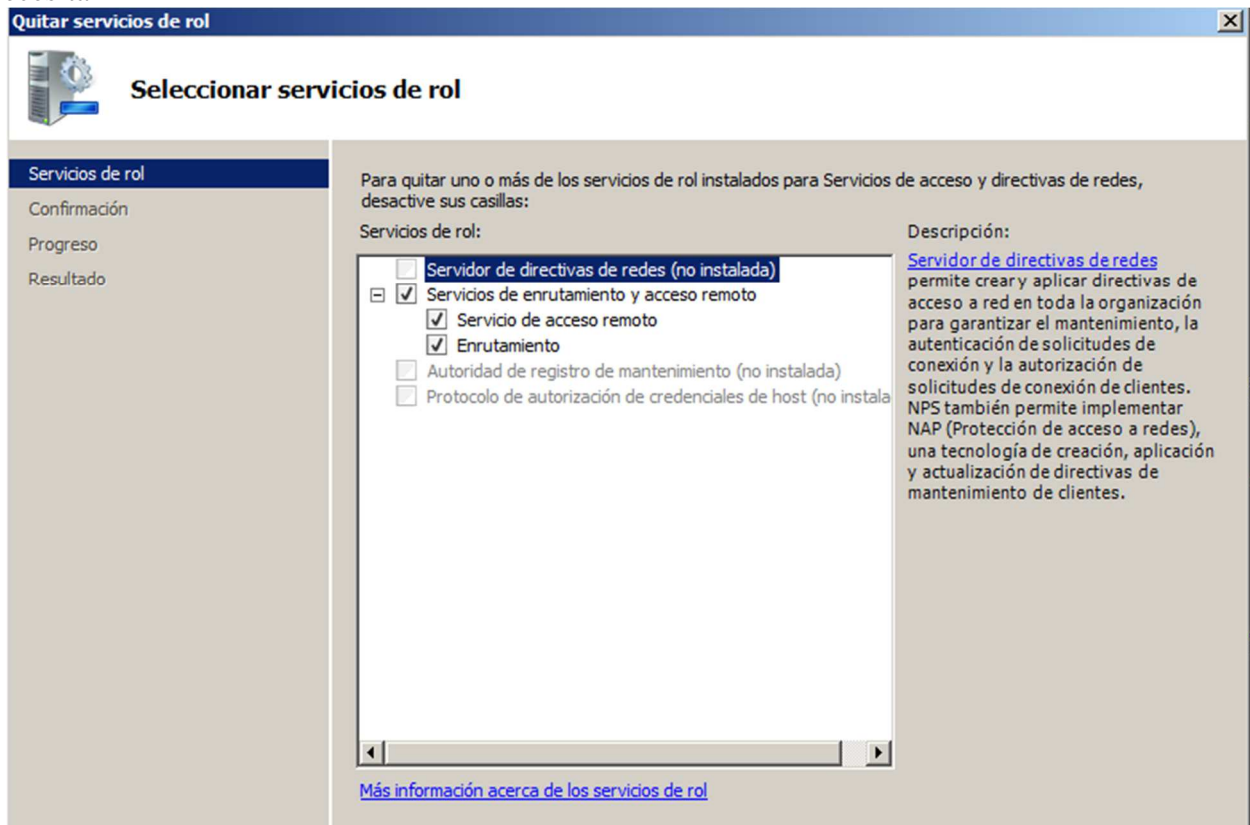 Quitar servicios de rol
Seleccionar servicios de rol
Servicios de rol
Confirmación
Progreso
Resultado
Para quitar uno o más de los servicios de rol instalados para Servicios de acceso y directivas de redes,
desactive sus casillas:
Servicios de rol:
Servidor de directivas de redes (no instalada)
Servicios de enrutamiento y acceso remoto
Servicio de acceso remoto
Enrutamiento
Autoridad de registro de mantenimiento (no instalada)
Protocolo de autorización de credenciales de host (no instala
Más información acerca de los servicios de rol
Descripción:
Servidor de directivas de redes
permite crear y aplicar directivas de
acceso a red en toda la organización
para garantizar el mantenimiento, la
autenticación de solicitudes de
conexión y la autorización de
solicitudes de conexión de clientes.
NPS también permite implementar
NAP (Protección de acceso a redes),
una tecnología de creación, aplicación
y actualización de directivas de
mantenimiento de clientes.